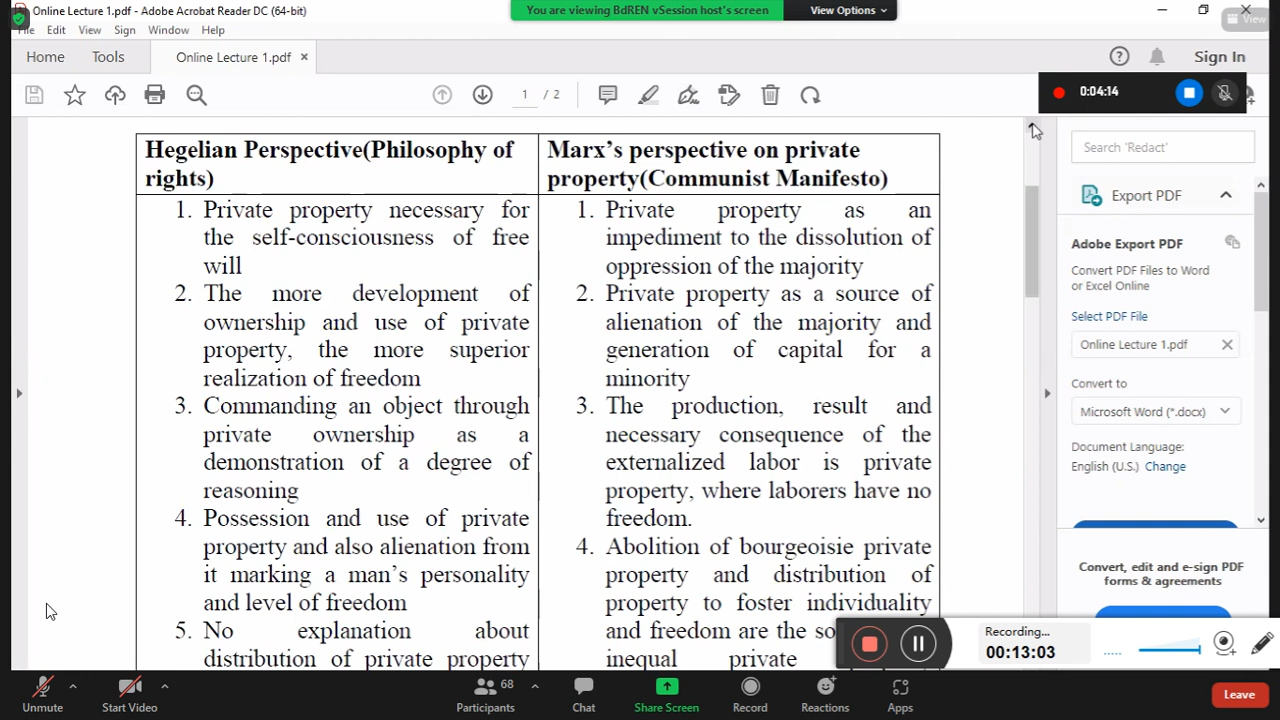 Online Lecture 1.pdf - Adobe Acrobat Reader DC (64-bit)
You are viewing BdREN vSession host's screen
View Options
View
File Edit View Sign Window Help
Home Tools Online Lecture 1.pdf ×
Sign In
1 / 2
0:04:14
Hegelian Perspective(Philosophy of
rights)
1. Private property necessary for
the self-consciousness of free
will
2. The more development of
ownership and use of private
property, the more superior
realization of freedom
3. Commanding an object through
private ownership as a
demonstration of a degree of
reasoning
4. Possession and use of private
property and also alienation from
it marking a man's personality
and level of freedom
5. No explanation about
distribution of private property
Marx's perspective on private
property(Communist Manifesto)
1. Private property as an
impediment to the dissolution of
oppression of the majority
2. Private property as a source of
alienation of the majority and
generation of capital for a
minority
3. The production, result and
necessary consequence of the
externalized labor is private
property, where laborers have no
freedom.
4. Abolition of bourgeoisie private
property and distribution of
property to foster individuality
and freedom are the
inequal private
Search 'Redact'
Export PDF
Adobe Export PDF
Convert PDF Files to Word
or Excel Online
Select PDF File
Online Lecture 1.pdf
Convert to
Microsoft Word (*.docx)
Document Language:
English (U.S.) Change
Convert, edit and e-sign PDF
forms & agreements
Recording...
00:13:03
Unmute
Start Video
68
Participants
Chat
Share Screen
Record
Reactions
Apps
Leave